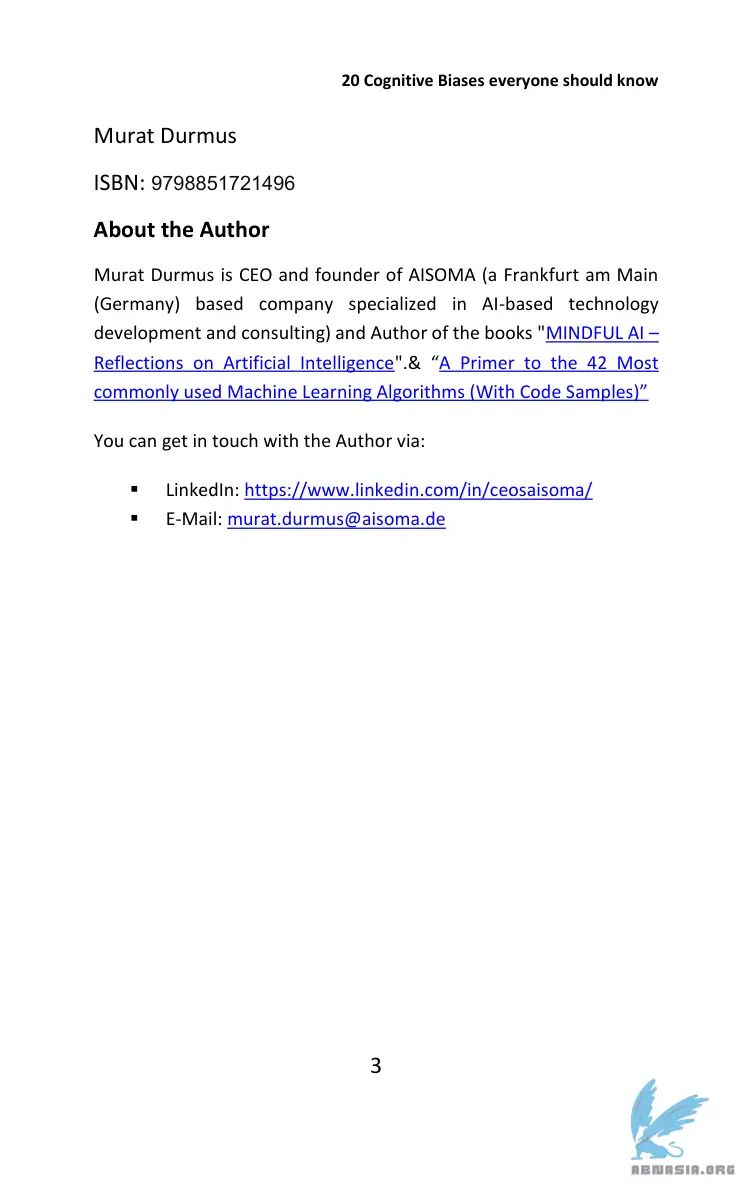 20 Cognitive Biases everyone should know
Murat Durmus
ISBN: 9798851721496
About the Author
Murat Durmus is CEO and founder of AISOMA (a Frankfurt am Main
(Germany) based company specialized in AI-based technology
development and consulting) and Author of the books "MINDFUL AI –
Reflections on Artificial Intelligence".& “A Primer to the 42 Most
commonly used Machine Learning Algorithms (With Code Samples)”
You can get in touch with the Author via:
▪ LinkedIn: https://www.linkedin.com/in/ceosaisoma/
▪ E-Mail: murat.durmus@aisoma.de
3
ABNASIA.ORG